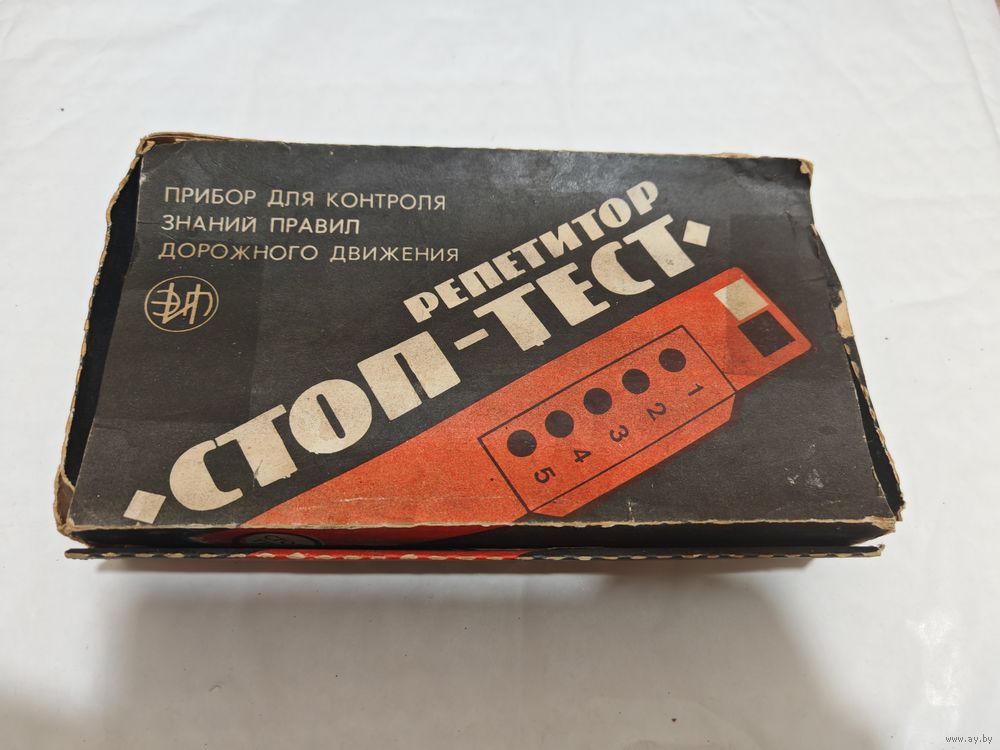 ПРИБОР ДЛЯ КОНТРОЛЯ
ЗНАНИЙ ПРАВИЛ
ДОРОЖНОГО ДВИЖЕНИЯ
РЕПЕТИТОР
СТОП-ТЕСТ
1
2
3
4
5
www.ay.by